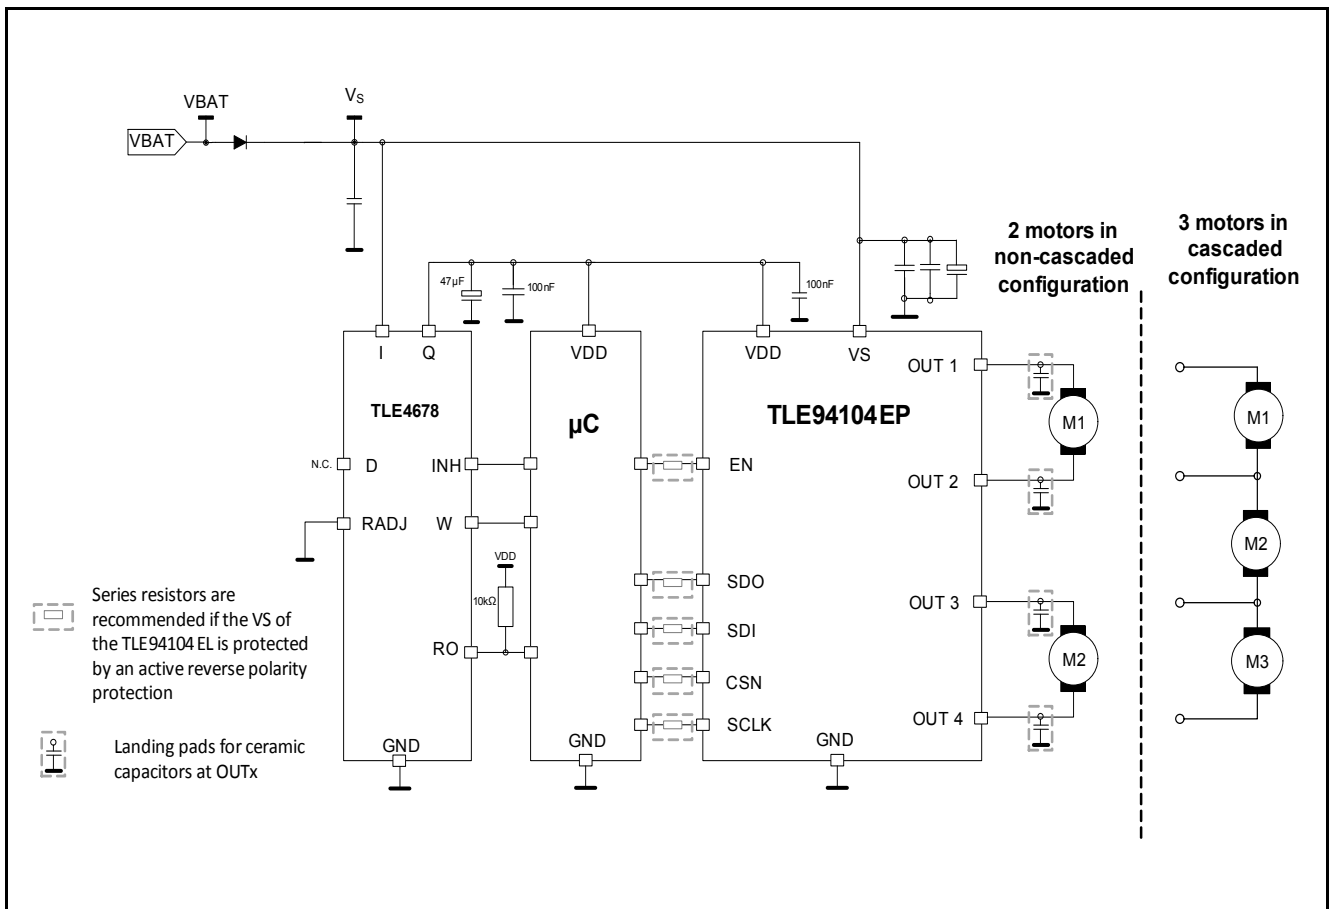 VBAT
VBAT
VS
2 motors in
non-cascaded
configuration
3 motors in
cascaded
configuration
47µF
100nF
100nF
I
Q
VDD
VDD
VS
OUT 1
TLE4678
µC
TLE94104EP
M1
M1
N.C.
D
INH
EN
OUT 2
RADJ
W
M2
VDD
SDO
10kΩ
OUT 3
SDI
RO
M2
M3
CSN
OUT 4
SCLK
GND
GND
GND
Series resistors are
recommended if the VS of
the TLE94104 EL is protected
by an active reverse polarity
protection
Landing pads for ceramic
capacitors at OUTx